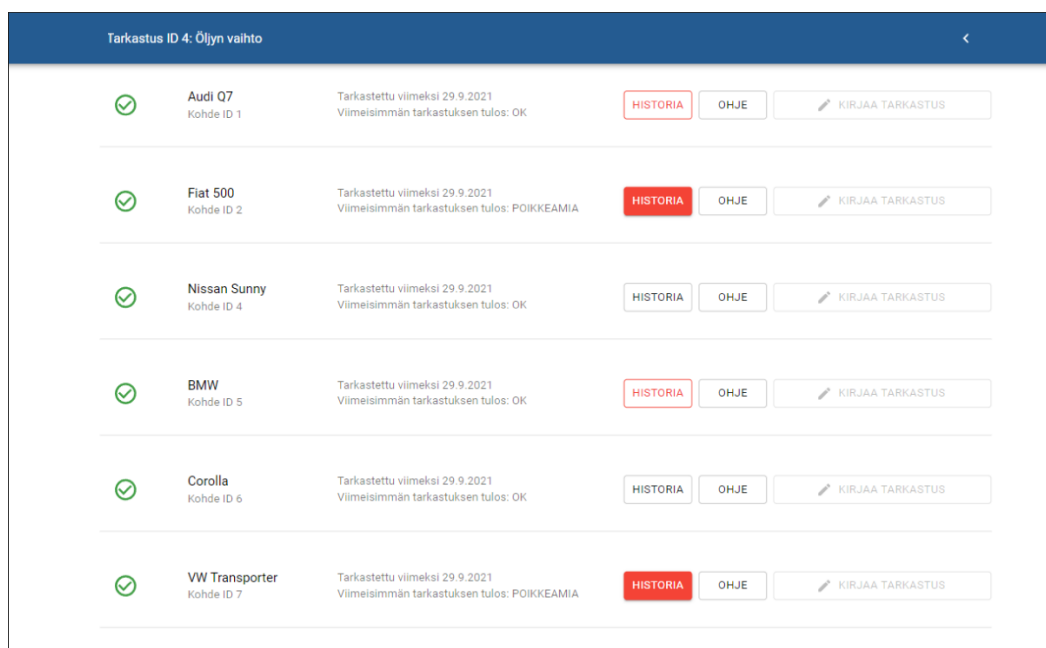 Tarkastus ID 4: Öljyn vaihto
Audi Q7
Kohde ID 1
Tarkastettu viimeksi 29.9.2021
Viimeisimmän tarkastuksen tulos: OK
HISTORIA
OHJE
KIRJAA TARKASTUS
Fiat 500
Kohde ID 2
Tarkastettu viimeksi 29.9.2021
Viimeisimmän tarkastuksen tulos: POIKKEAMIA
HISTORIA
OHJE
KIRJAA TARKASTUS
Nissan Sunny
Kohde ID 4
Tarkastettu viimeksi 29.9.2021
Viimeisimmän tarkastuksen tulos: OK
HISTORIA
OHJE
KIRJAA TARKASTUS
BMW
Kohde ID 5
Tarkastettu viimeksi 29.9.2021
Viimeisimmän tarkastuksen tulos: OK
HISTORIA
OHJE
KIRJAA TARKASTUS
Corolla
Kohde ID 6
Tarkastettu viimeksi 29.9.2021
Viimeisimmän tarkastuksen tulos: OK
HISTORIA
OHJE
KIRJAA TARKASTUS
VW Transporter
Kohde ID 7
Tarkastettu viimeksi 29.9.2021
Viimeisimmän tarkastuksen tulos: POIKKEAMIA
HISTORIA
OHJE
KIRJAA TARKASTUS